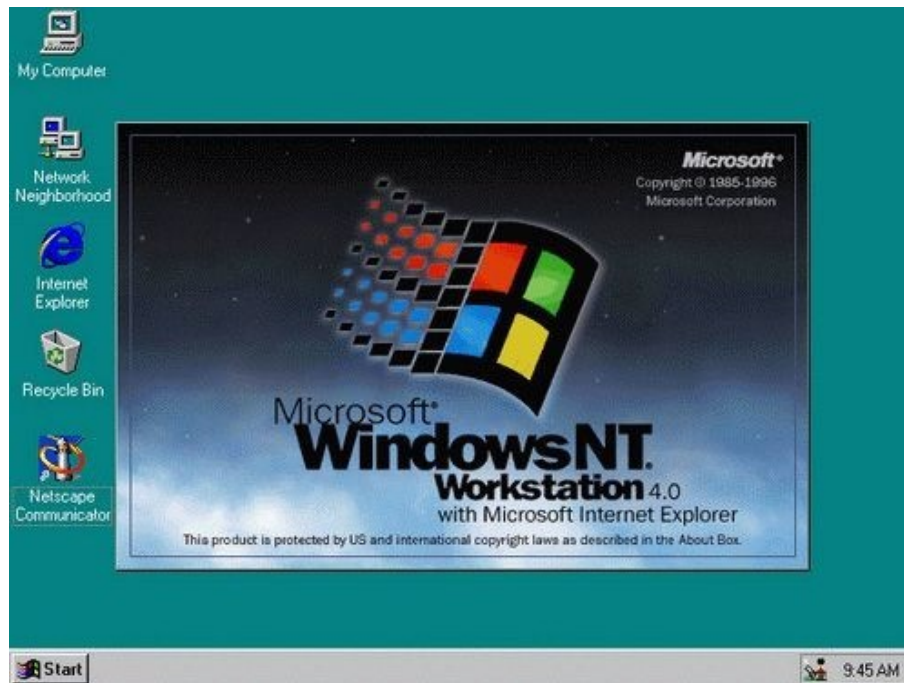 My Computer
Network
Neighborhood
Internet
Explorer
Recycle Bin
Netscape
Communicator
Microsoft®
Copyright © 1985-1996
Microsoft Corporation
Microsoft®
Windows NT®
Workstation 4.0
with Microsoft Internet Explorer
This product is protected by US and international copyright laws as described in the About Box.
Start
9:45 AM